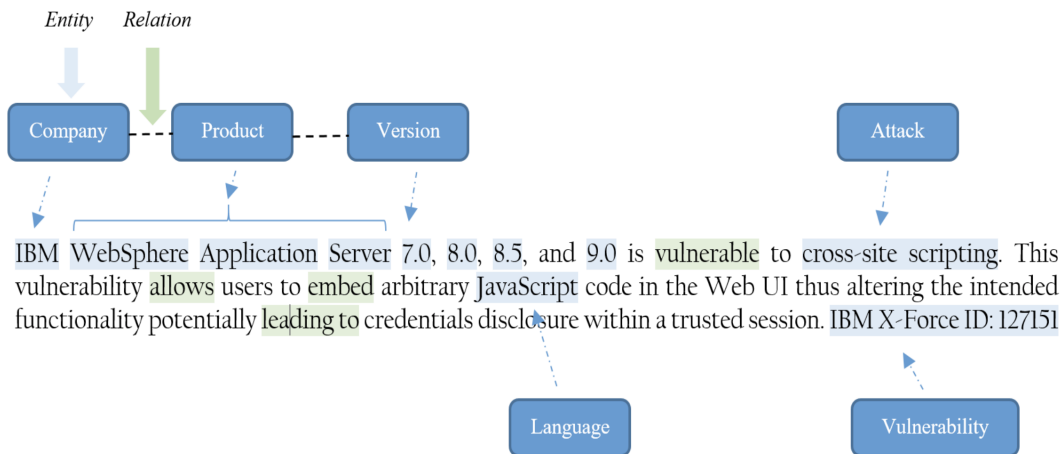 Entity Relation
Company Product Version Attack
IBM WebSphere Application Server 7.0, 8.0, 8.5, and 9.0 is vulnerable to cross-site scripting. This
vulnerability allows users to embed arbitrary JavaScript code in the Web UI thus altering the intended
functionality potentially leading to credentials disclosure within a trusted session. IBM X-Force ID: 127151
Language Vulnerability